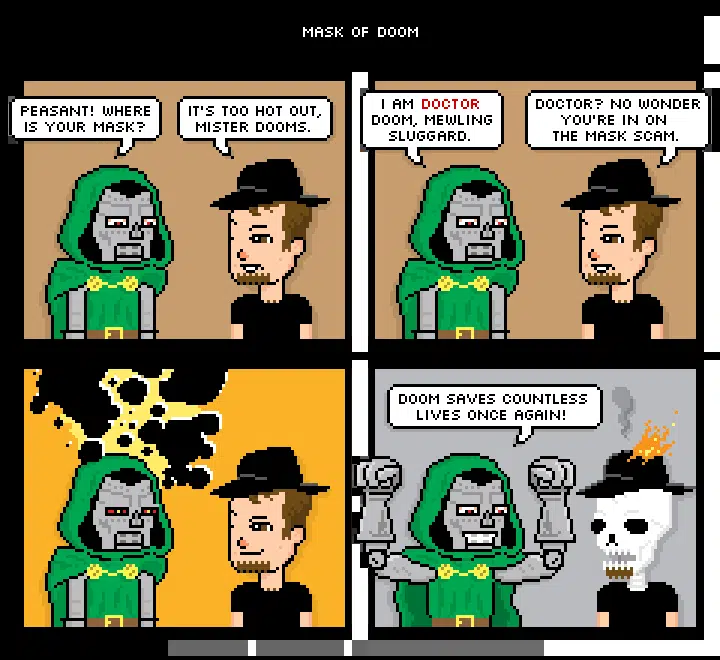 MASK OF DOOM
PEASANT! WHERE
IS YOUR MASK?
IT'S TOO HOT OUT,
MISTER DOOMS.
I AM DOCTOR
DOOM, MEWLING
SLUGGARD.
DOCTOR? NO WONDER
YOU'RE IN ON
THE MASK SCAM.
DOOM SAVES COUNTLESS
LIVES ONCE AGAIN!